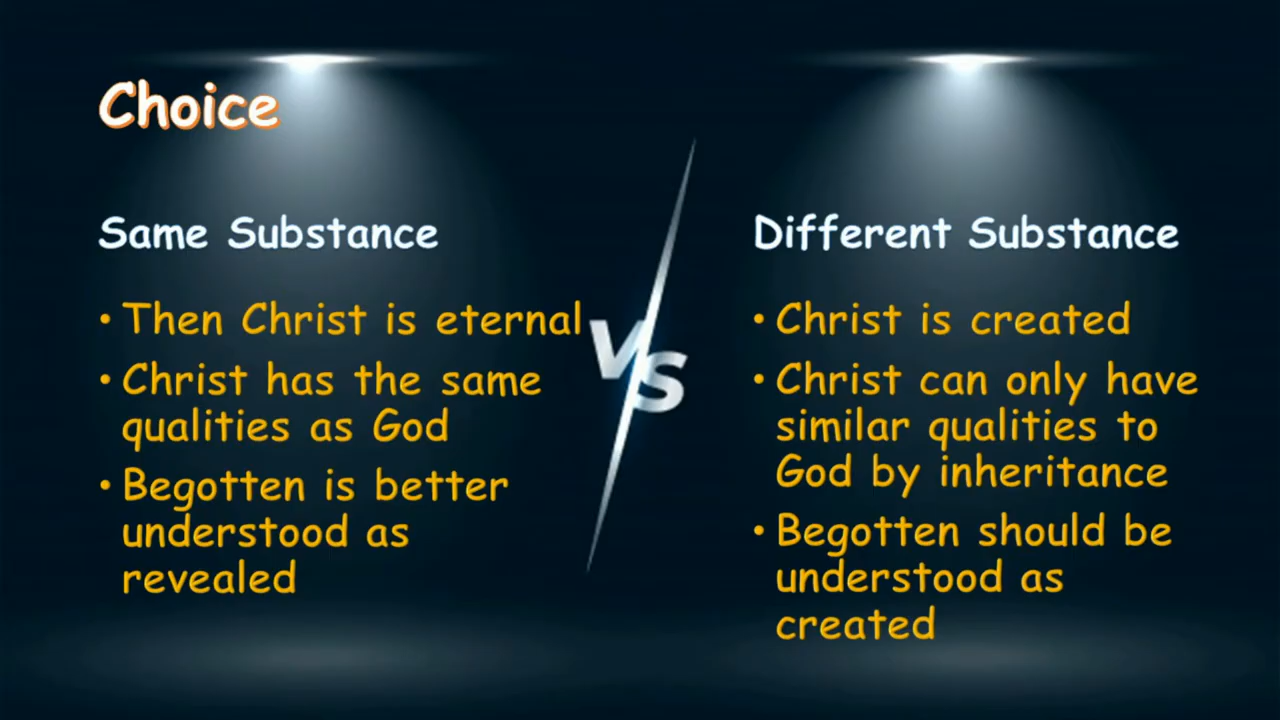 Choice
Same Substance
• Then Christ is eternal
• Christ has the same
qualities as God
• Begotten is better
understood as
revealed
VS
Different Substance
• Christ is created
• Christ can only have
similar qualities to
God by inheritance
• Begotten should be
understood as
created